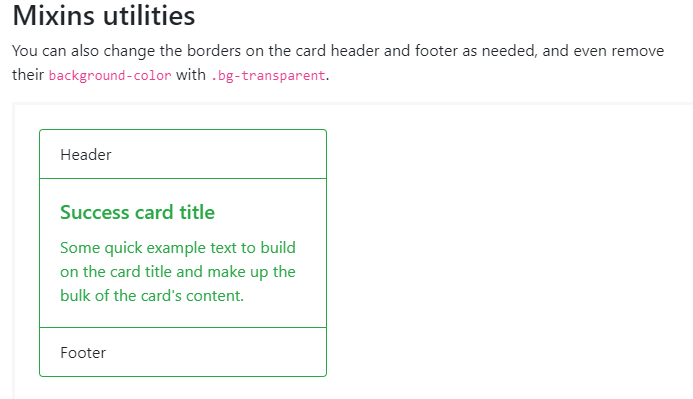 Mixins utilities
You can also change the borders on the card header and footer as needed, and even remove
their background-color with .bg-transparent.
Header
Success card title
Some quick example text to build
on the card title and make up the
bulk of the card's content.
Footer